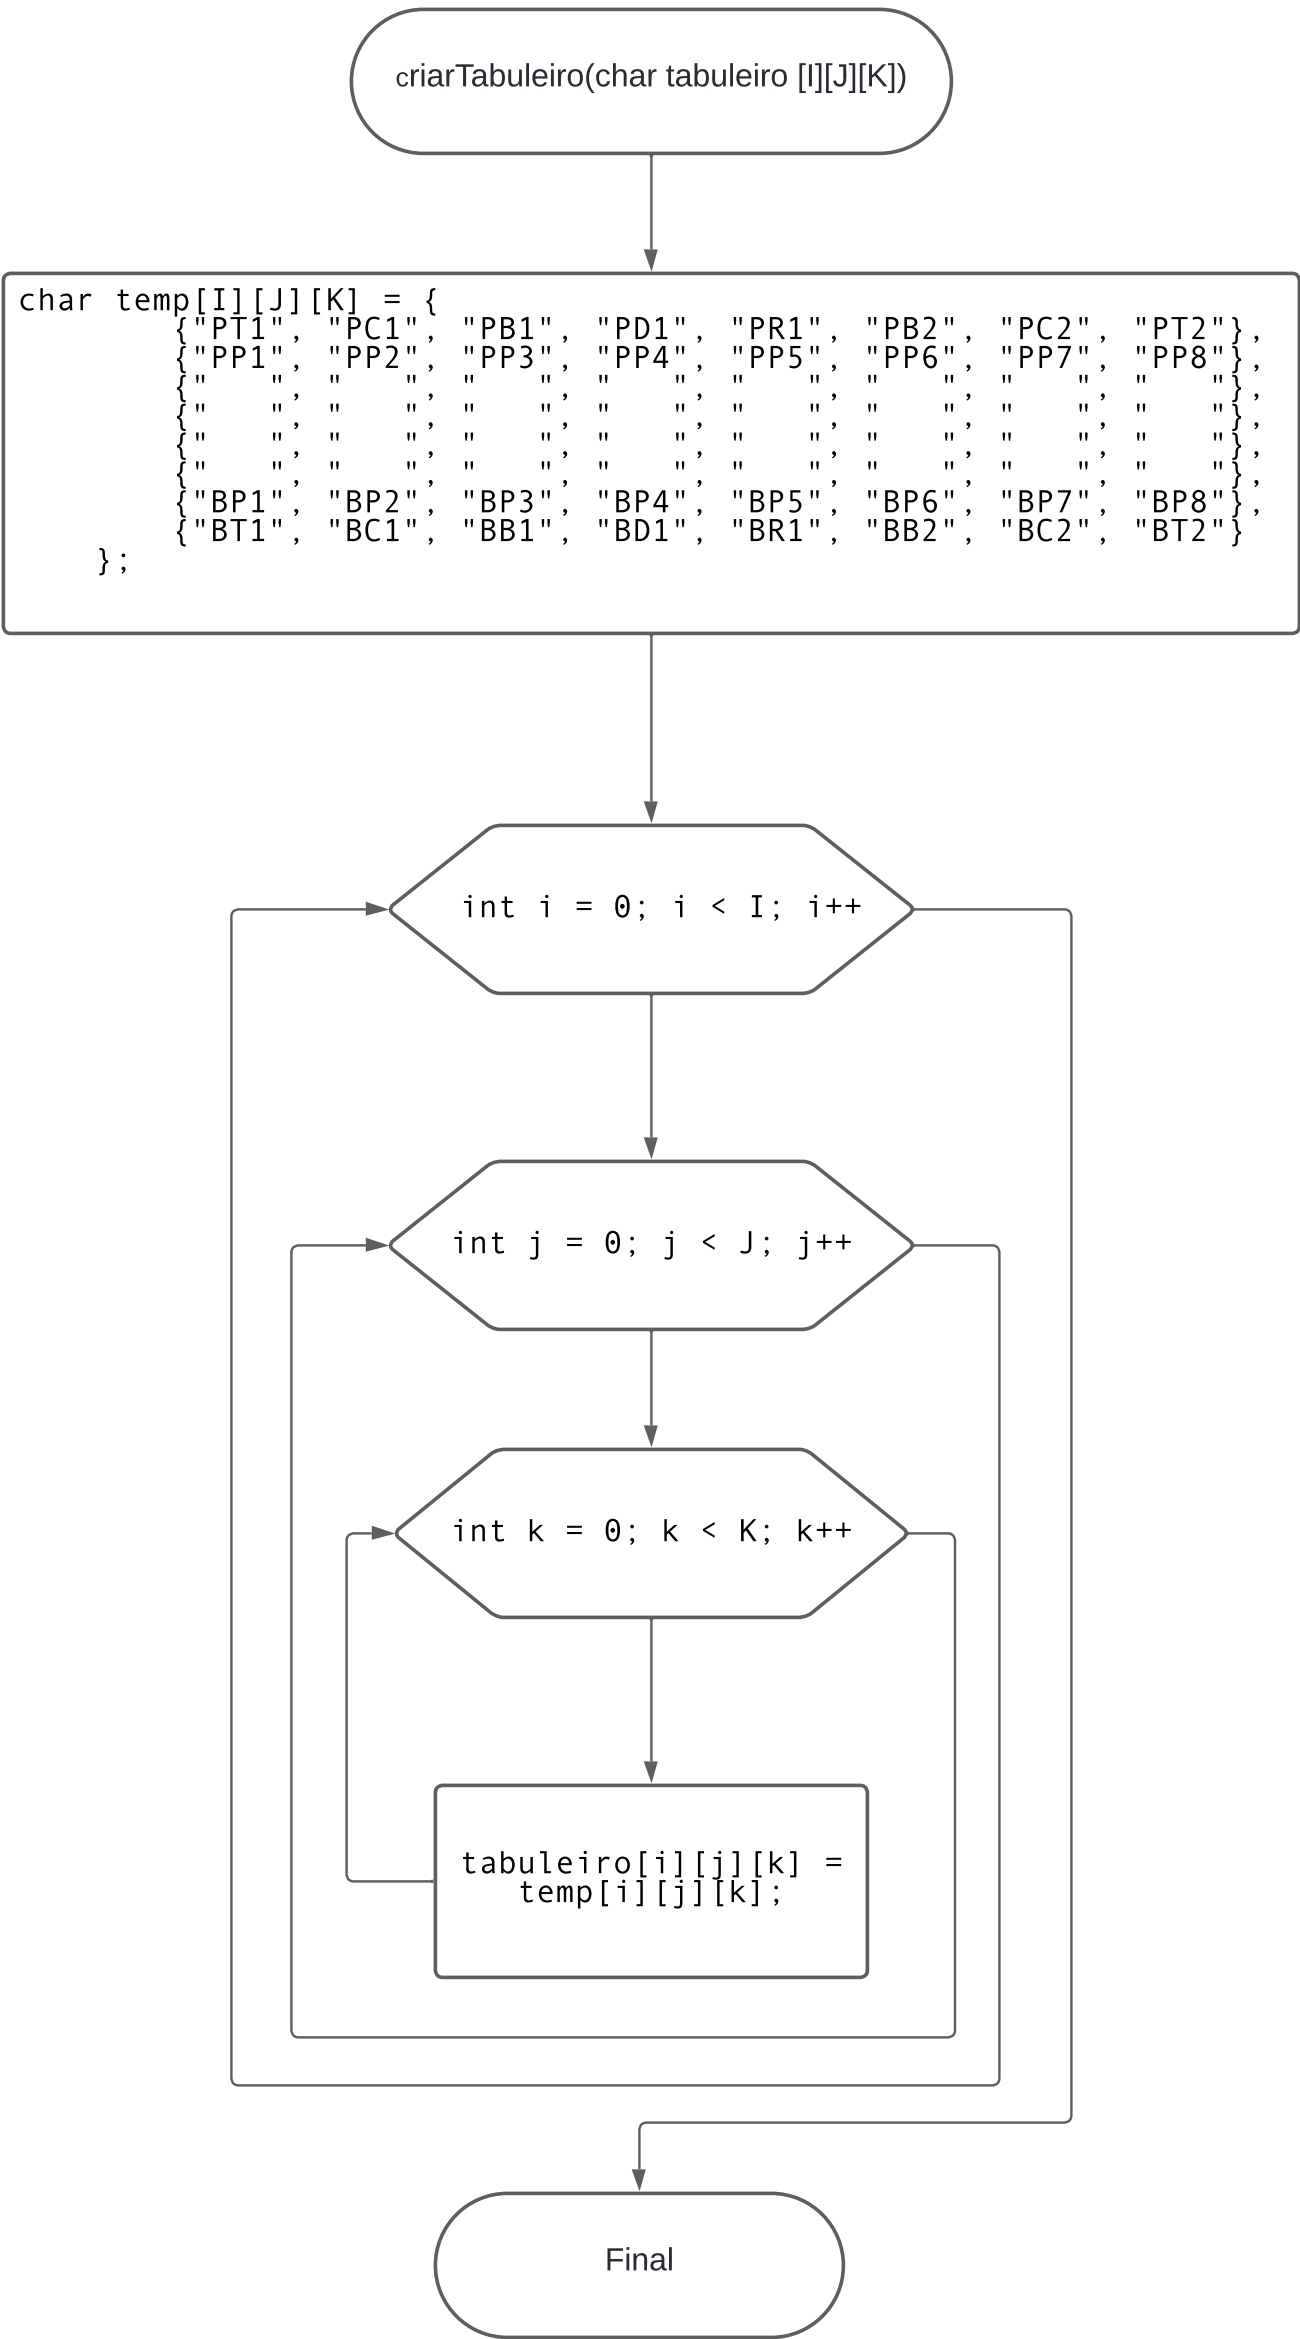 criarTabuleiro(char tabuleiro [I][J][K])
char temp[I][J][K] = {
{"PT1", "PC1", "PB1", "PD1", "PR1", "PB2", "PC2", "PT2"},
{"PP1", "PP2", "PP3", "PP4", "PP5", "PP6", "PP7", "PP8"},
{"   ", "   ", "   ", "   ", "   ", "   ", "   ", "   "},
{"   ", "   ", "   ", "   ", "   ", "   ", "   ", "   "},
{"   ", "   ", "   ", "   ", "   ", "   ", "   ", "   "},
{"   ", "   ", "   ", "   ", "   ", "   ", "   ", "   "},
{"BP1", "BP2", "BP3", "BP4", "BP5", "BP6", "BP7", "BP8"},
{"BT1", "BC1", "BB1", "BD1", "BR1", "BB2", "BC2", "BT2"}
};
int i = 0; i < I; i++
int j = 0; j < J; j++
int k = 0; k < K; k++
tabuleiro[i][j][k] =
temp[i][j][k];
Final